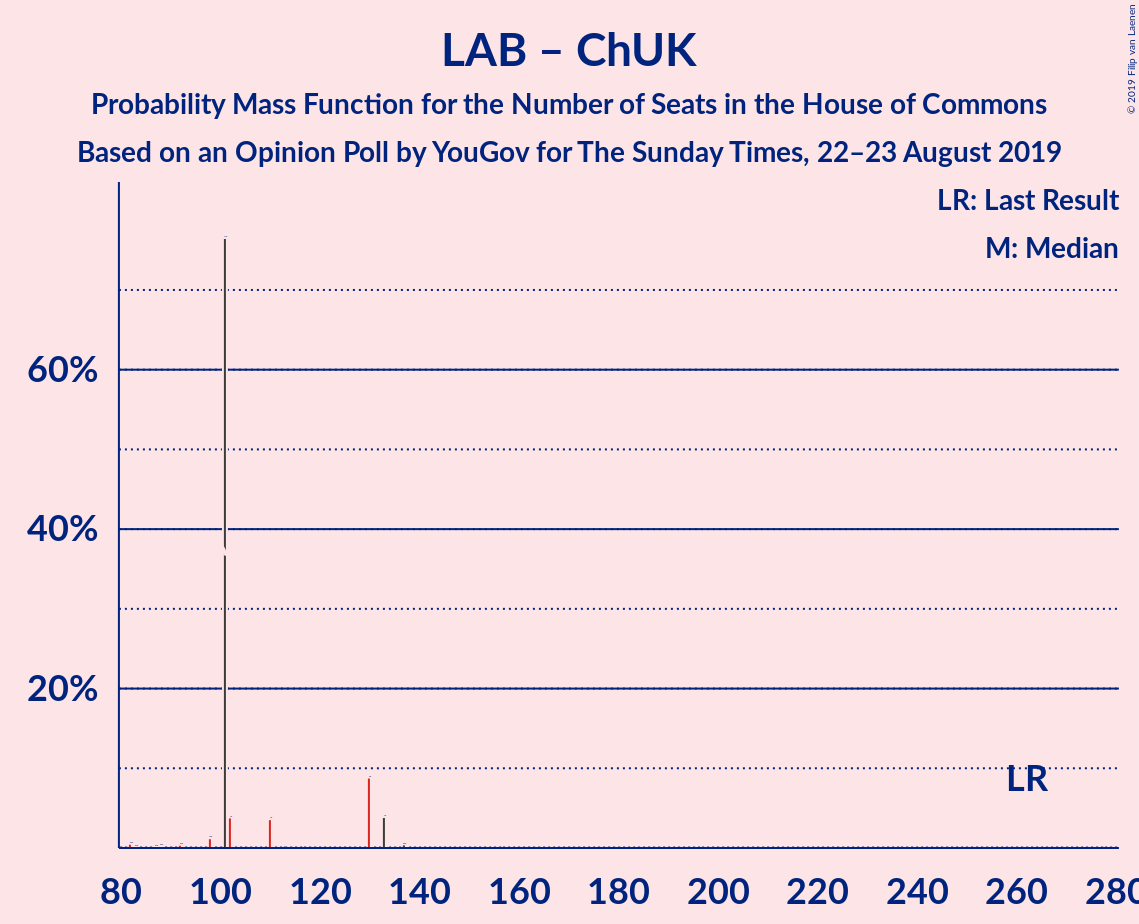 LAB – ChUK
Probability Mass Function for the Number of Seats in the House of Commons
Based on an Opinion Poll by YouGov for The Sunday Times, 22–23 August 2019
© 2019 Filip van Laenen
LR: Last Result
M: Median
60%
40%
20%
LR
80 100 120 140 160 180 200 220 240 260 280